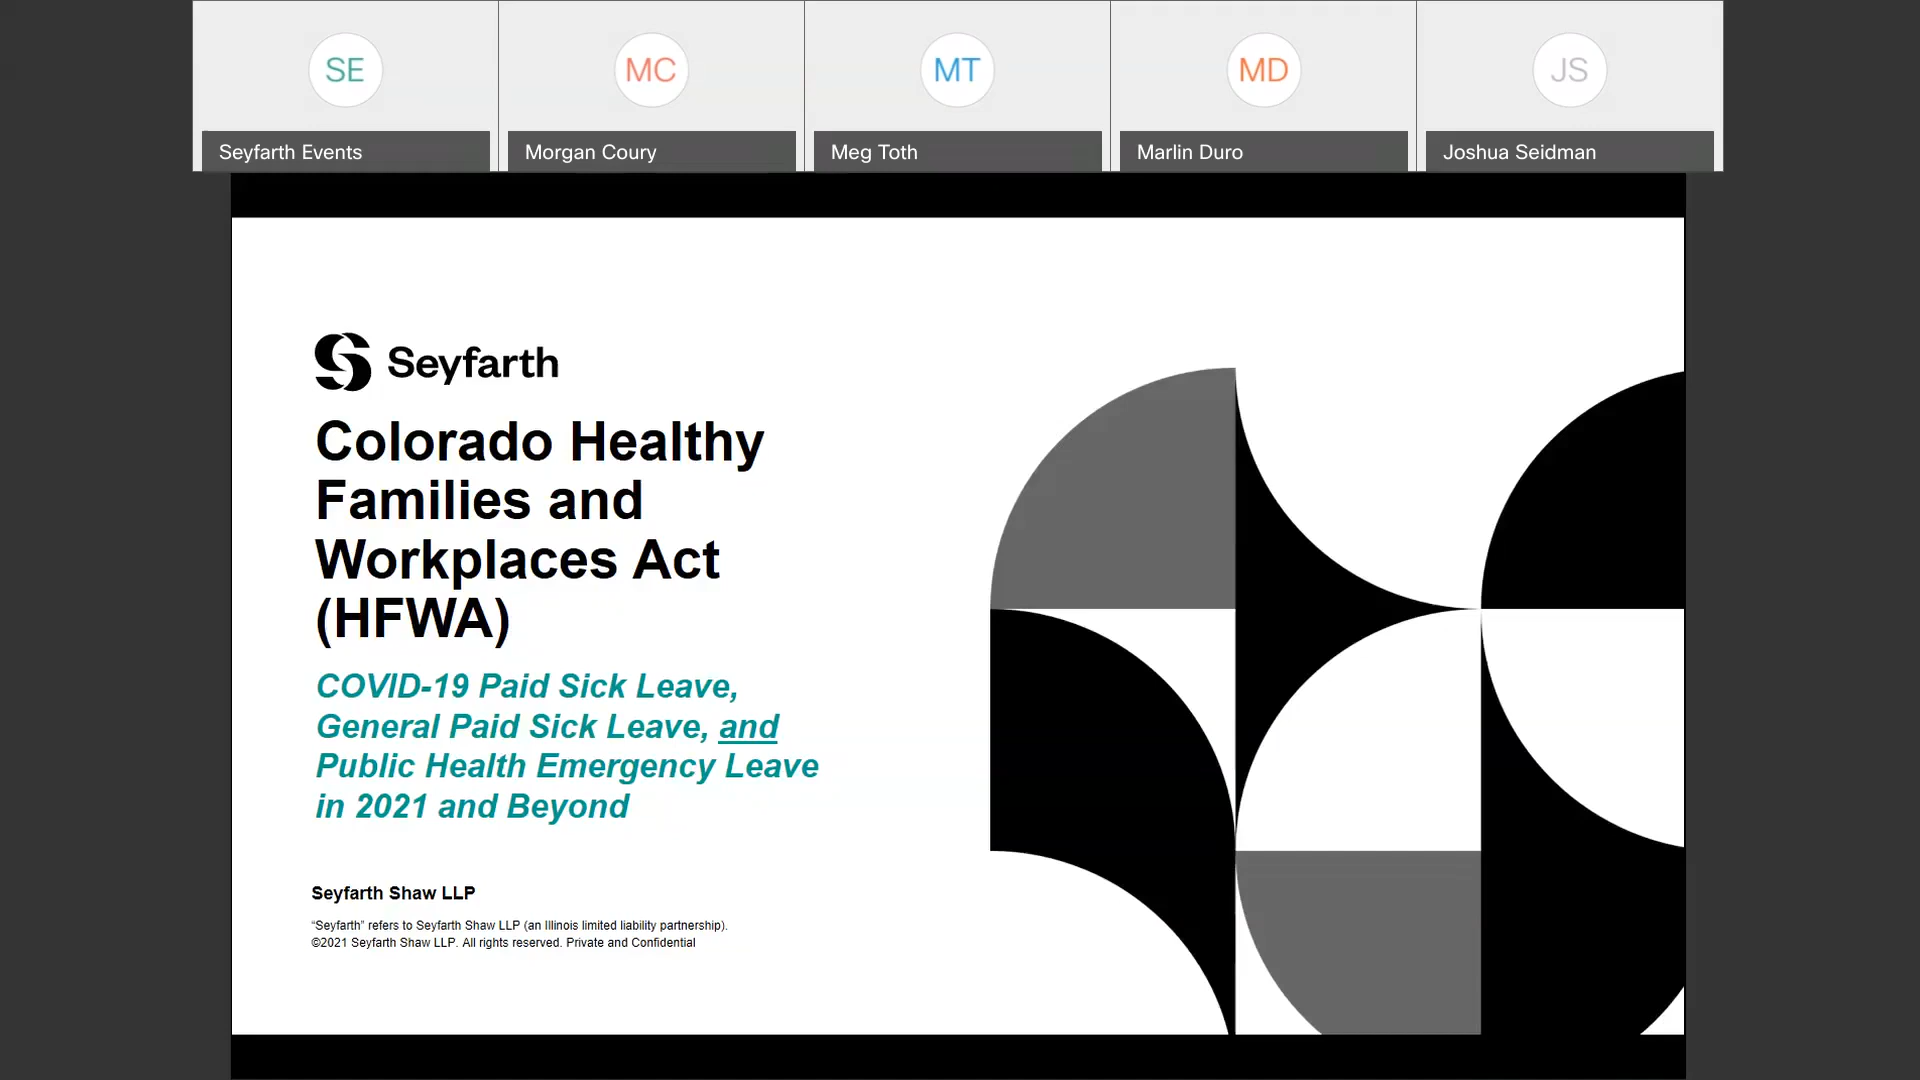 SE
MC
MT
MD
JS
Seyfarth Events
Morgan Coury
Meg Toth
Marlin Duro
Joshua Seidman
Seyfarth
Colorado Healthy
Families and
Workplaces Act
(HFWA)
COVID-19 Paid Sick Leave,
General Paid Sick Leave, and
Public Health Emergency Leave
in 2021 and Beyond
Seyfarth Shaw LLP
“Seyfarth” refers to Seyfarth Shaw LLP (an Illinois limited liability partnership).
©2021 Seyfarth Shaw LLP. All rights reserved. Private and Confidential